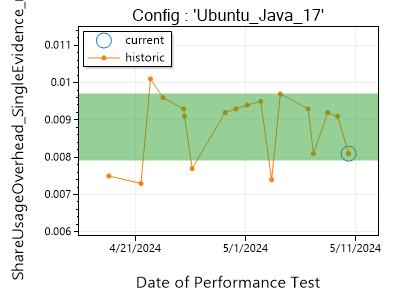 Config : 'Ubuntu_Java_17'
current
historic
0.011
0.01
0.009
0.008
0.007
0.006
ShareUsageOverhead_SingleEvidence_
4/21/2024
5/1/2024
5/11/2024
Date of Performance Test